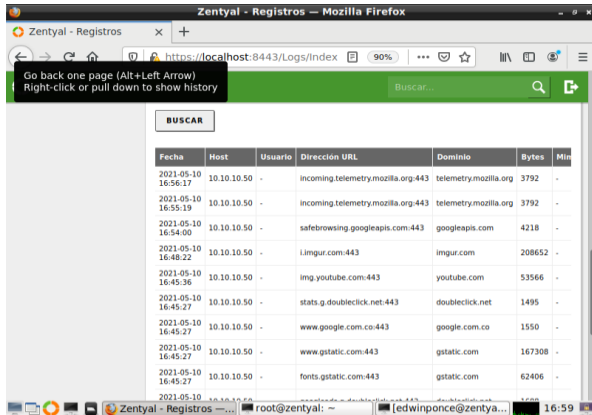 Zentyal - Registros — Mozilla Firefox
Zentyal - Registros × +
https://localhost:8443/Logs/Index 90%
Go back one page (Alt+Left Arrow)
Right-click or pull down to show history
Buscar...
BUSCAR
Fecha Host Usuario Dirección URL Dominio Bytes Mim
2021-05-10 16:56:17 10.10.10.50 - incoming.telemetry.mozilla.org:443 telemetry.mozilla.org 3792 -
2021-05-10 16:55:19 10.10.10.50 - incoming.telemetry.mozilla.org:443 telemetry.mozilla.org 3792 -
2021-05-10 16:54:00 10.10.10.50 - safebrowsing.googleapis.com:443 googleapis.com 4218 -
2021-05-10 16:48:22 10.10.10.50 - i.imgur.com:443 imgur.com 208652 -
2021-05-10 16:45:36 10.10.10.50 - img.youtube.com:443 youtube.com 53566 -
2021-05-10 16:45:27 10.10.10.50 - stats.g.doubleclick.net:443 doubleclick.net 1495 -
2021-05-10 16:45:27 10.10.10.50 - www.google.com.co:443 google.com.co 1550 -
2021-05-10 16:45:27 10.10.10.50 - www.gstatic.com:443 gstatic.com 167308 -
2021-05-10 16:45:27 10.10.10.50 - fonts.gstatic.com:443 gstatic.com 62406 -
2021-05-10
Zentyal - Registros —... root@zentyal: ~ [edwinponce@zentya... 16:59